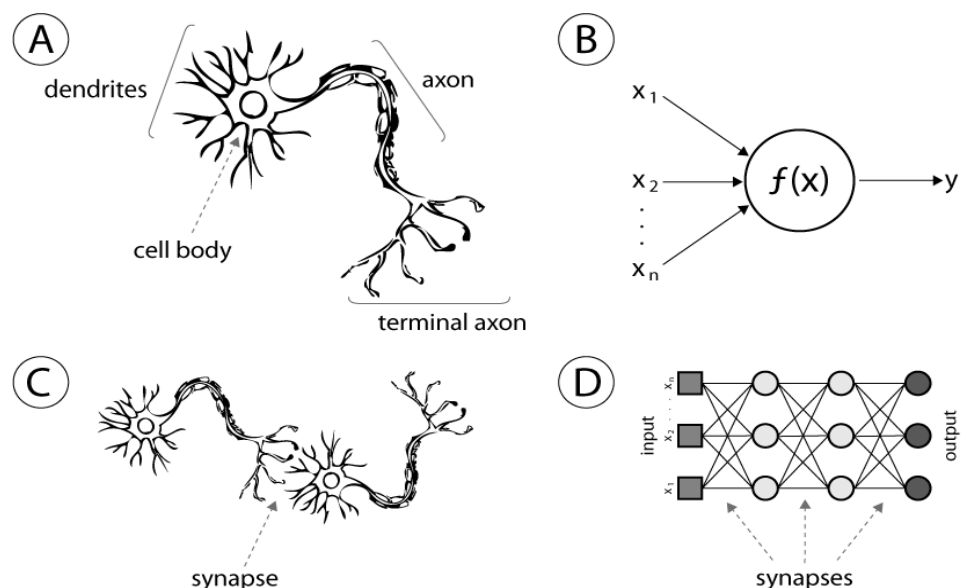 A
dendrites
axon
cell body
terminal axon
B
x1
x2
.
.
.
xn
f(x)
y
C
synapse
D
input
xn
. . . .
x2
. .
x1
output
synapses